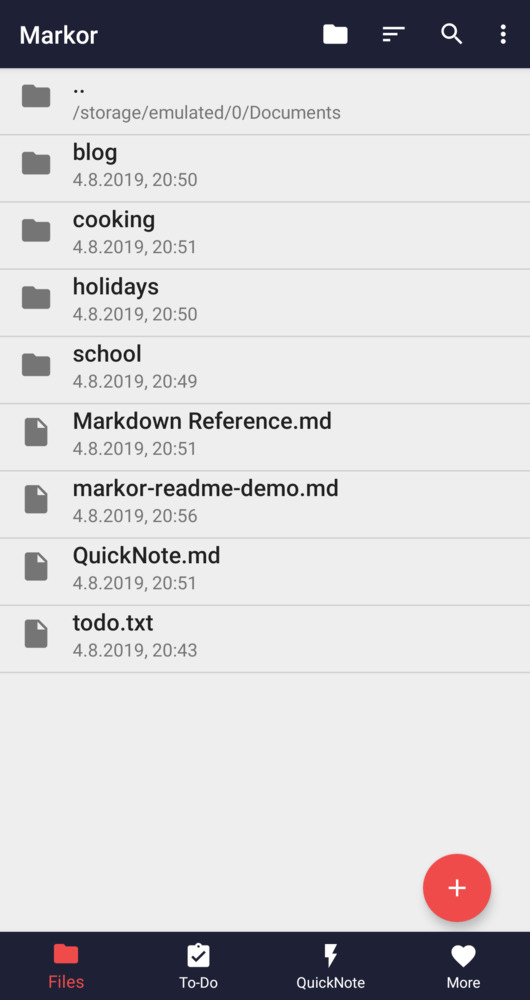 Markor
..
/storage/emulated/0/Documents
blog
4.8.2019, 20:50
cooking
4.8.2019, 20:51
holidays
4.8.2019, 20:50
school
4.8.2019, 20:49
Markdown Reference.md
4.8.2019, 20:51
markor-readme-demo.md
4.8.2019, 20:56
QuickNote.md
4.8.2019, 20:51
todo.txt
4.8.2019, 20:43
Files
To-Do
QuickNote
More